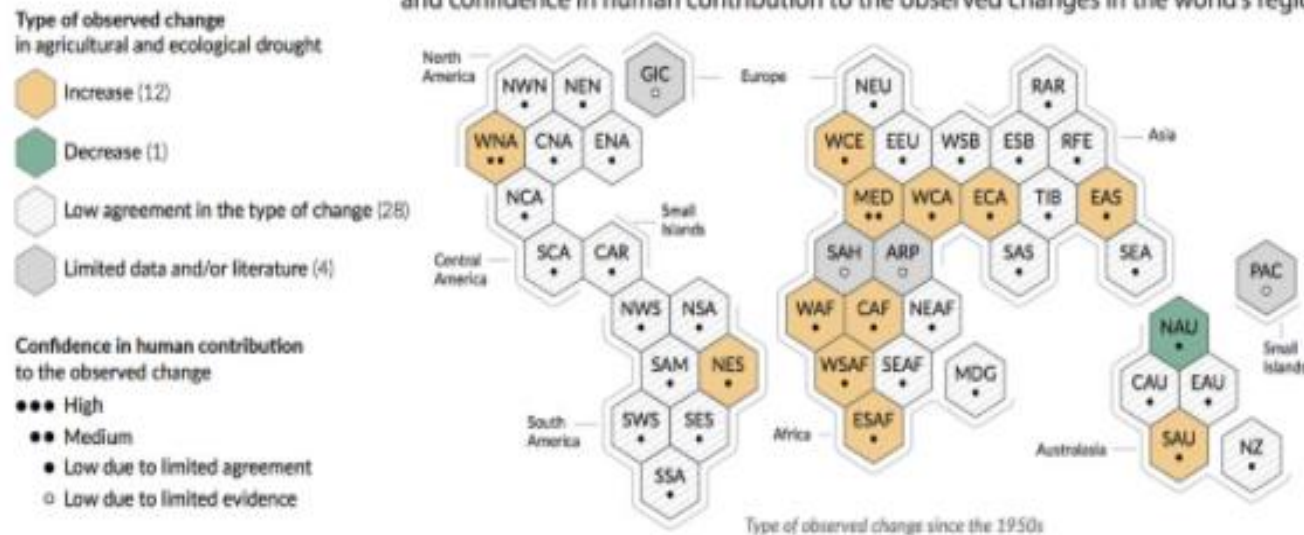 and confidence in human contribution to the observed changes in the world's
Type of observed change
in agricultural and ecological drought
Increase (12)
Decrease (1)
Low agreement in the type of change (28)
Limited data and/or literature (4)
Confidence in human contribution
to the observed change
High
Medium
Low due to limited agreement
Low due to limited evidence
North
America
GIC
Europe
NWN NEN
NEU
RAR
WNA CNA ENA
WCE EEU WSB ESB RFE
Asia
NCA
MED WCA ECA TIB EAS
Small
Islands
Central
America
SCA CAR
SAH ARP
SAS
SEA
PAC
NWS NSA
WAF CAF NEAF
NAU
Small
Islands
SAM NES
WSAF SEAF MDG
CAU EAU
South
America
SWS SES
Africa
ESAF
Australasia
SAU
NZ
SSA
Type of observed change since the 1950s